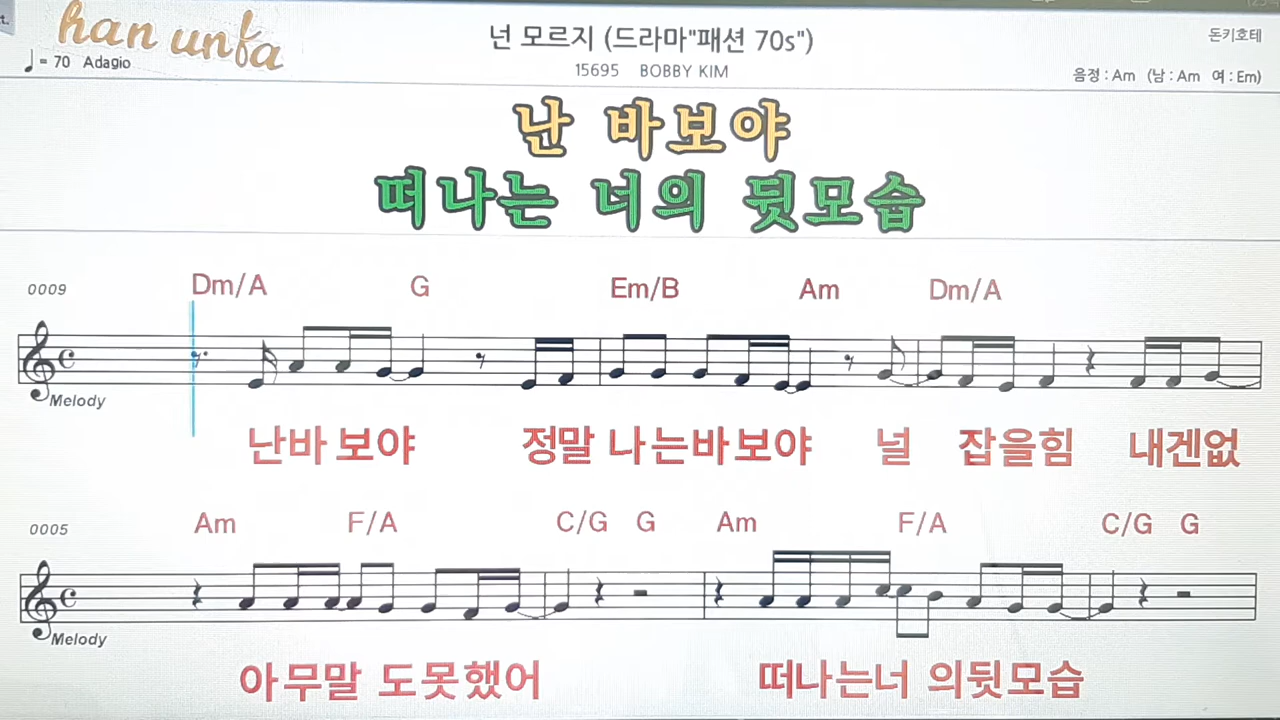 han unfa
넌 모르지 (드라마"패션 70s")
돈키호테
♩ = 70 Adagio
15695 BOBBY KIM
음정 : Am (남 : Am 여 : Em)
난 바보야
떠나는 너의 뒷모습
0009 Dm/A G Em/B Am Dm/A
Melody
난바 보야 정말 나는바보야 널 잡을힘 내겐없
0005 Am F/A C/G G Am F/A C/G G
Melody
아무말 도못했어 떠나는너 의뒷모습